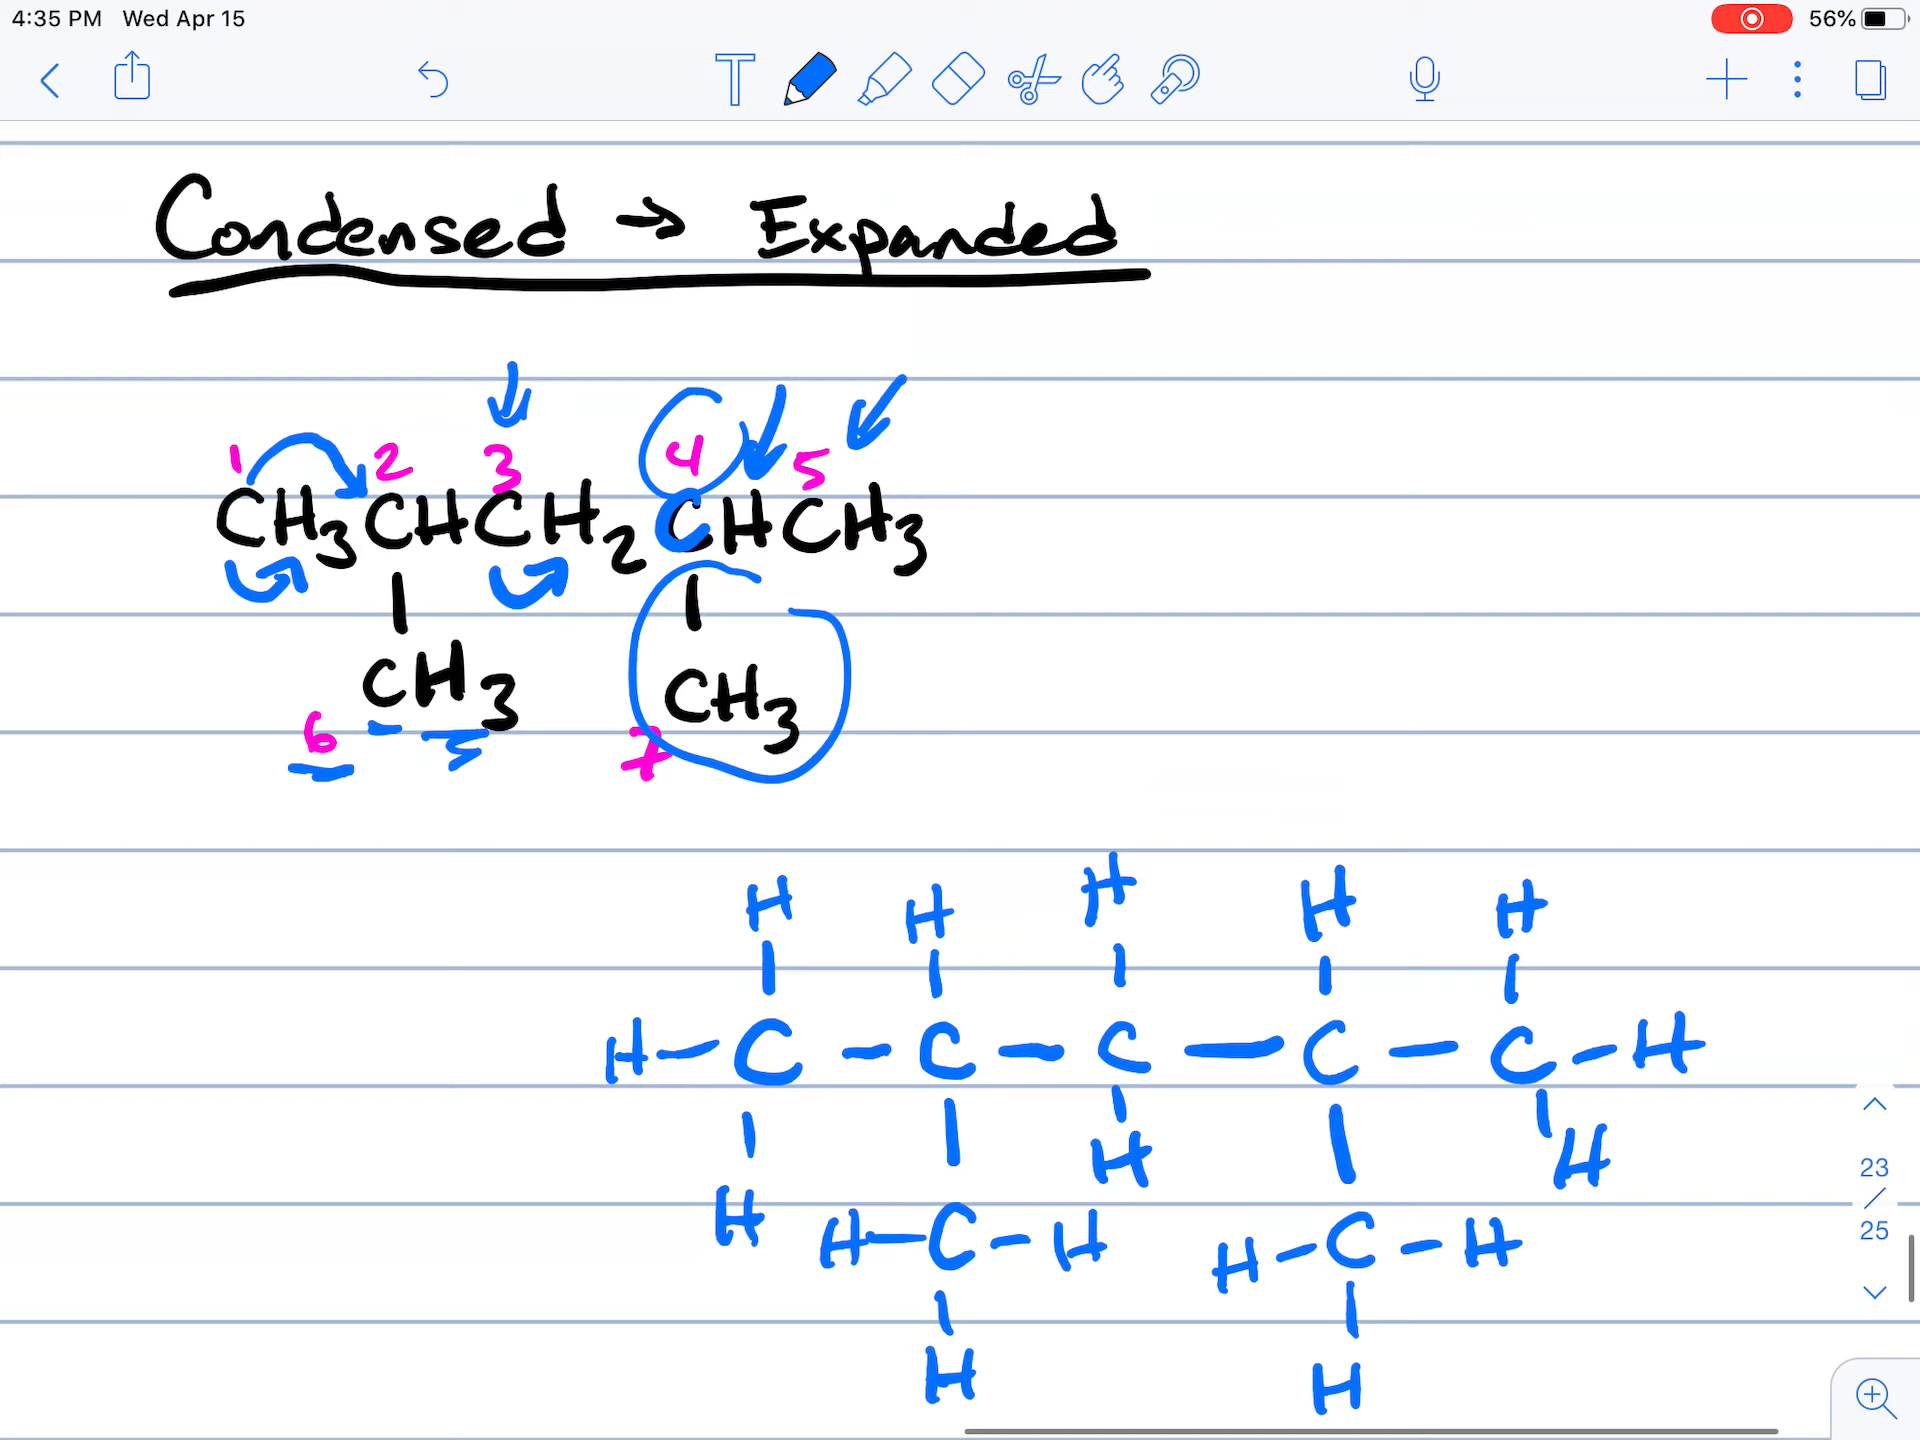 4:35 PM Wed Apr 15 56%
T
Condensed → Expanded
1 2 3 4 5
CH3CHCH2CHCH3
CH3 CH3
6 7
H H H H H
H-C-C-C-C-C-H
H H H
H-C-H H-C-H
H H
23
/
25